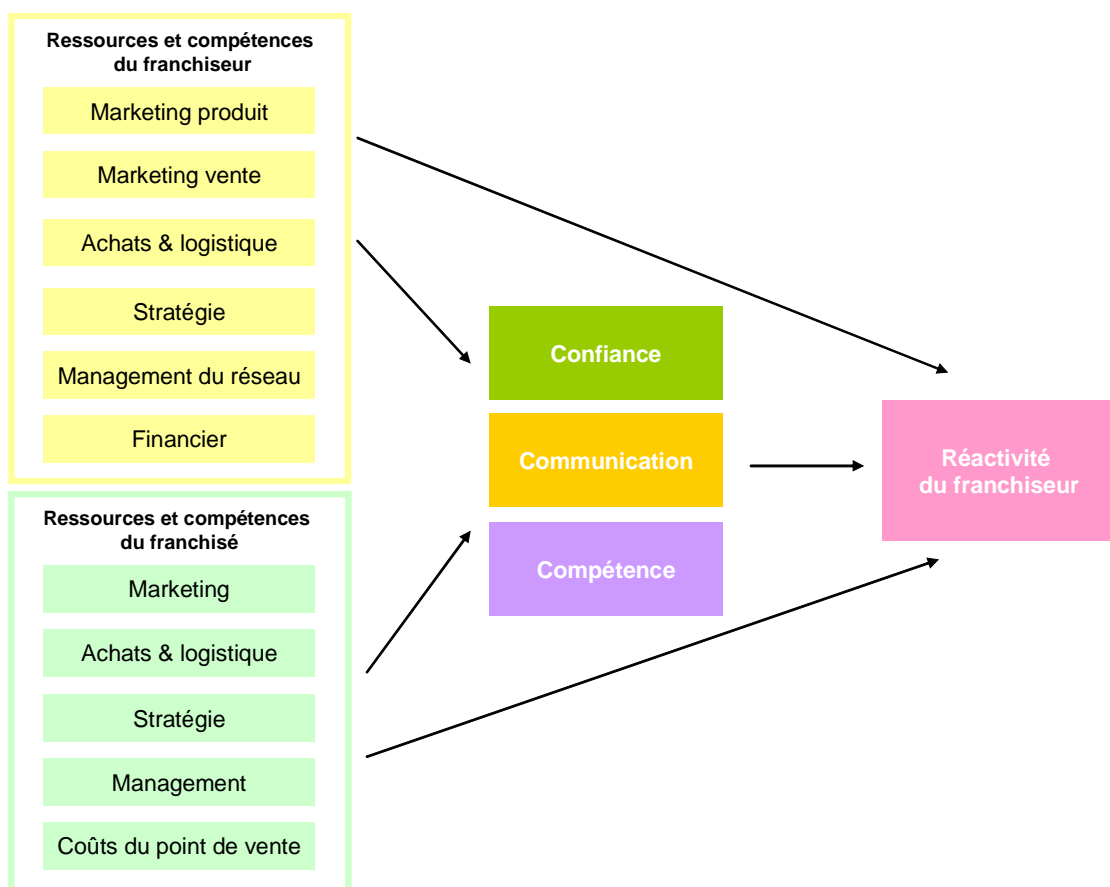 Ressources et compétences
du franchiseur
Marketing produit
Marketing vente
Achats & logistique
Stratégie
Management du réseau
Financier
Ressources et compétences
du franchisé
Marketing
Achats & logistique
Stratégie
Management
Coûts du point de vente
Confiance
Communication
Compétence
Réactivité
du franchiseur